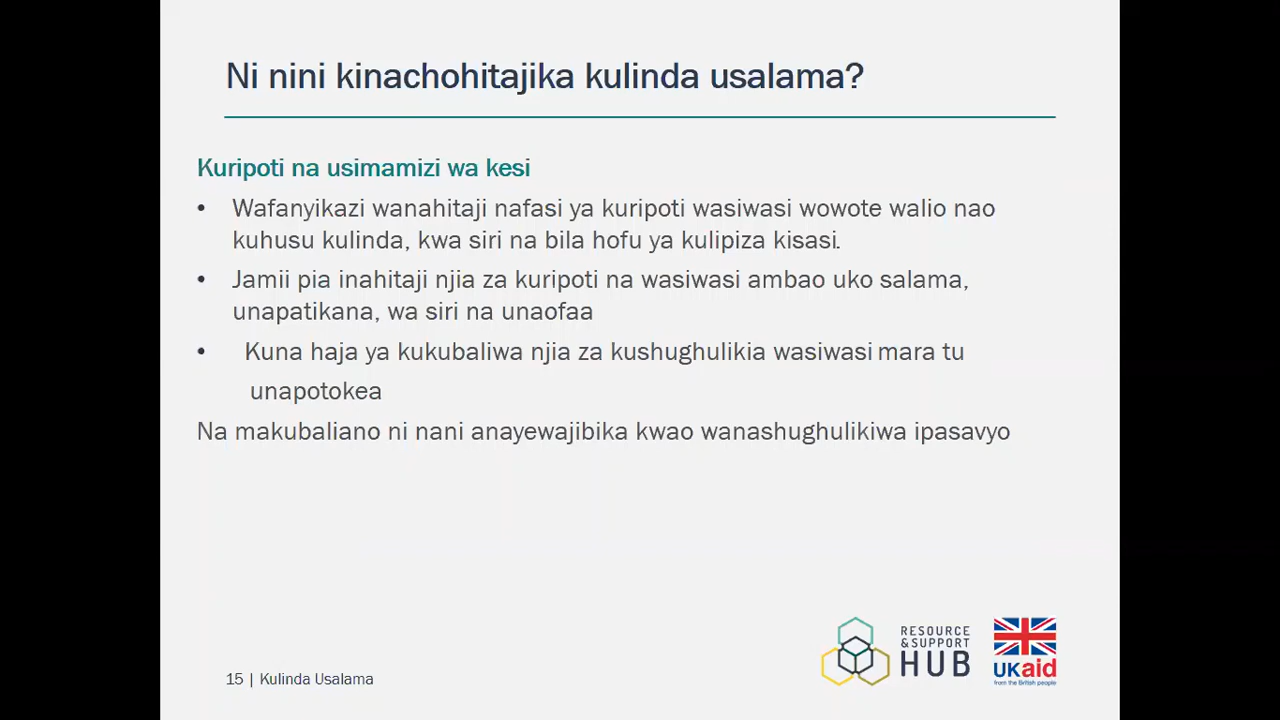 Ni nini kinachohitajika kulinda usalama?
Kuripoti na usimamizi wa kesi
• Wafanyikazi wanahitaji nafasi ya kuripoti wasiwasi wowote walio nao
kuhusu kulinda, kwa siri na bila hofu ya kulipiza kisasi.
• Jamii pia inahitaji njia za kuripoti na wasiwasi ambao uko salama,
unapatikana, wa siri na unaofaa
• Kuna haja ya kukubaliwa njia za kushughulikia wasiwasi mara tu
unapotokea
Na makubaliano ni nani anayewajibika kwao wanashughulikiwa ipasavyo
RESOURCE
& SUPPORT
HUB
UKaid
from the British people
15 | Kulinda Usalama